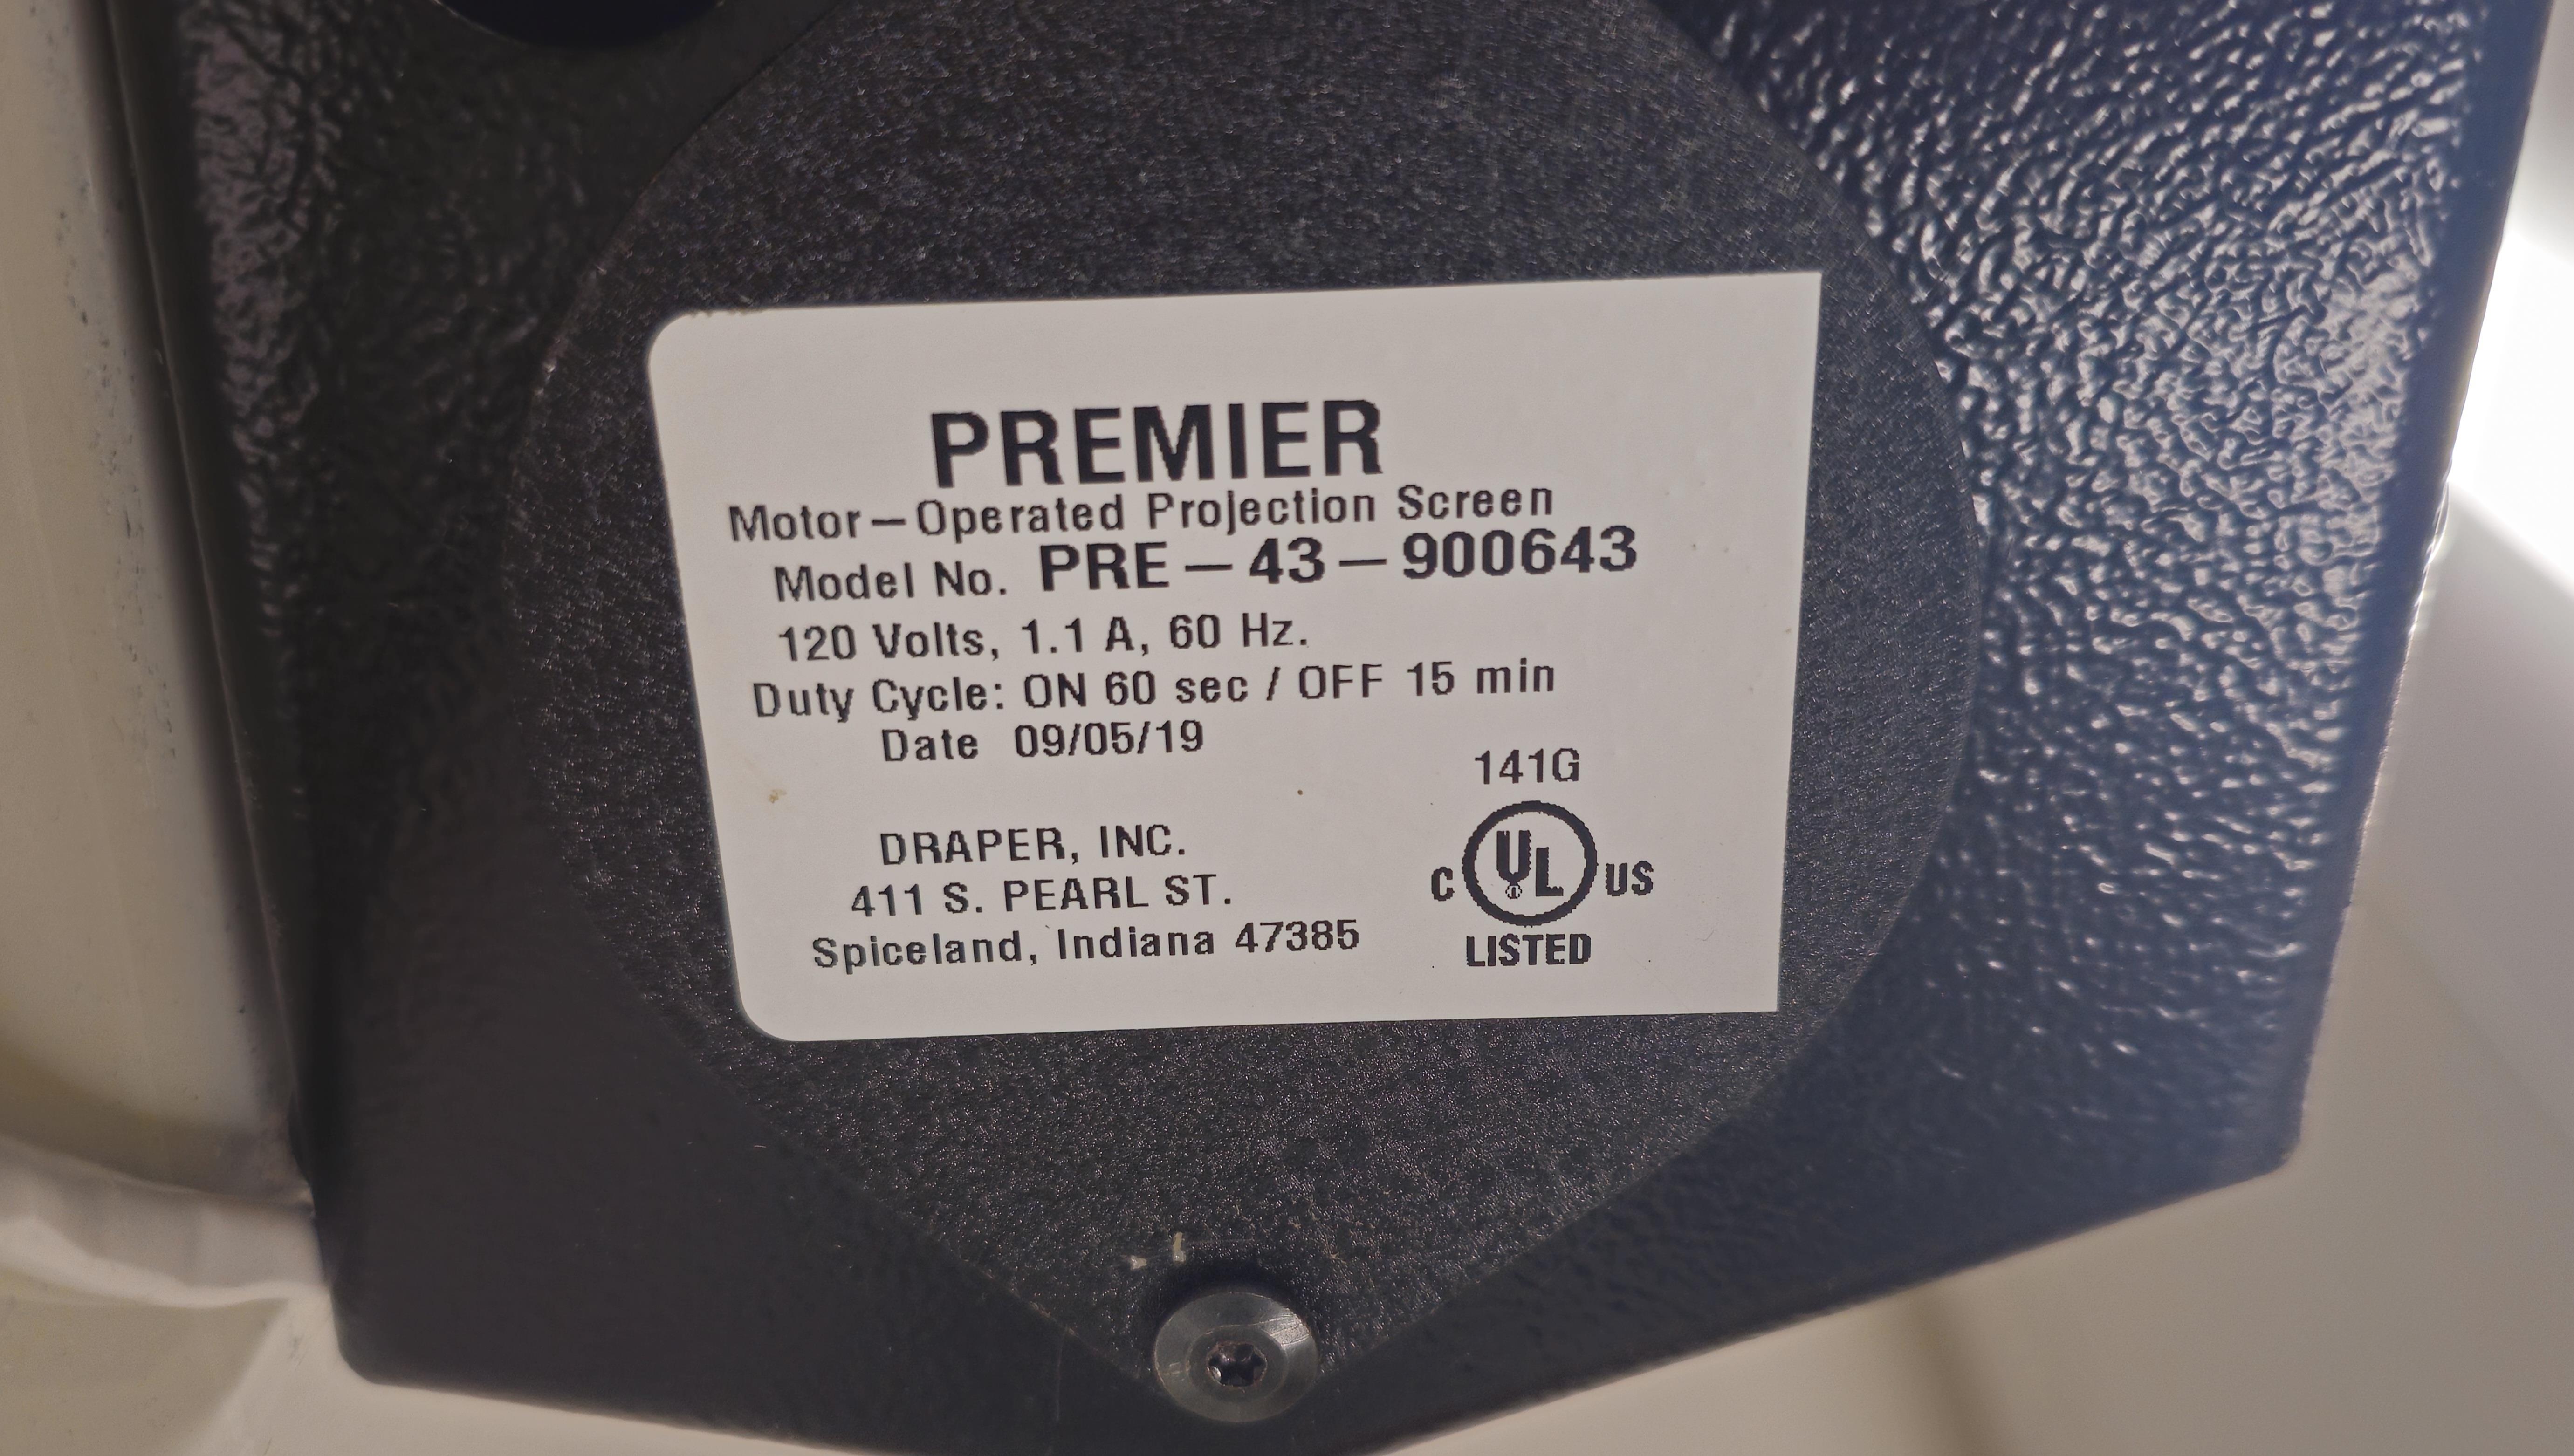 PREMIER
Motor-Operated Projection Screen
Model No. PRE-43-900643
120 Volts, 1.1 A, 60 Hz.
Duty Cycle: ON 60 sec / OFF 15 min
Date 09/05/19
141G
DRAPER, INC.
411 S. PEARL ST.
Spiceland, Indiana 47385
C UL US
LISTED